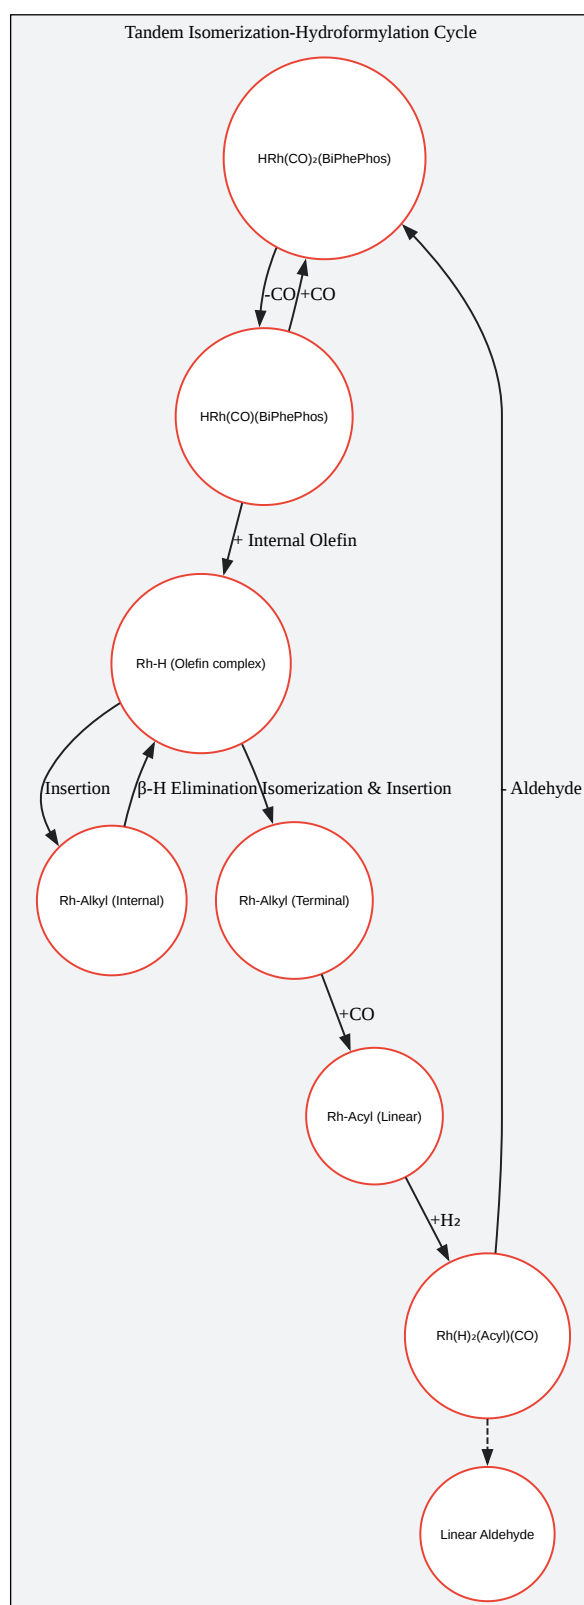 Tandem Isomerization-Hydroformylation Cycle
HRh(CO)₂(BiPhePhos)
-CO
+CO
HRh(CO)(BiPhePhos)
+ Internal Olefin
Rh-H (Olefin complex)
Insertion
β-H Elimination
Isomerization & Insertion
- Aldehyde
Rh-Alkyl (Internal)
Rh-Alkyl (Terminal)
+CO
Rh-Acyl (Linear)
+H₂
Rh(H)₂(Acyl)(CO)
Linear Aldehyde